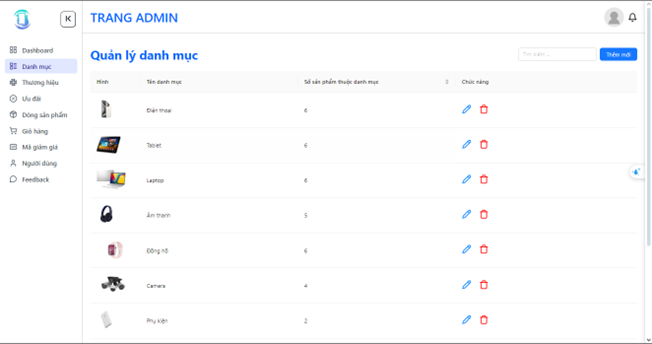 TRANG ADMIN
Dashboard
Danh mục
Thương hiệu
Ưu đãi
Dòng sản phẩm
Giỏ hàng
Mã giảm giá
Người dùng
Feedback
Quản lý danh mục
Tìm kiếm ...
Thêm mới
Hình Tên danh mục Số sản phẩm thuộc danh mục Chức năng
Điện thoại 6
Tablet 6
Laptop 6
Âm thanh 5
Đồng hồ 6
Camera 4
Phụ kiện 2